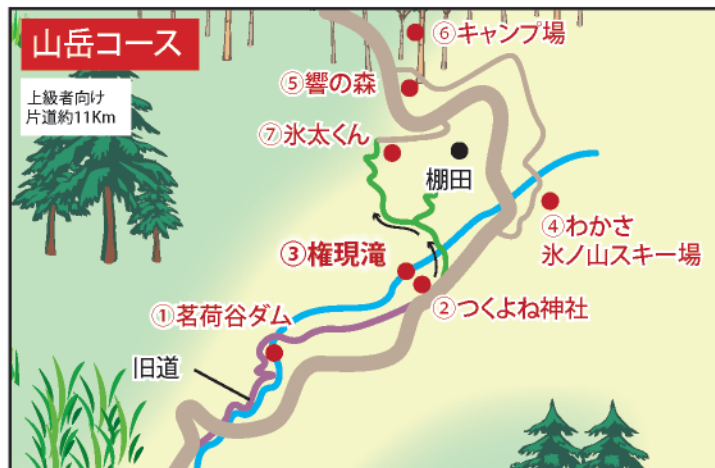 山岳コース
上級者向け
片道約11Km
⑥キャンプ場
⑤響の森
⑦氷太くん
棚田
④わかさ
氷ノ山スキー場
③権現滝
②つくよね神社
①茗荷谷ダム
旧道